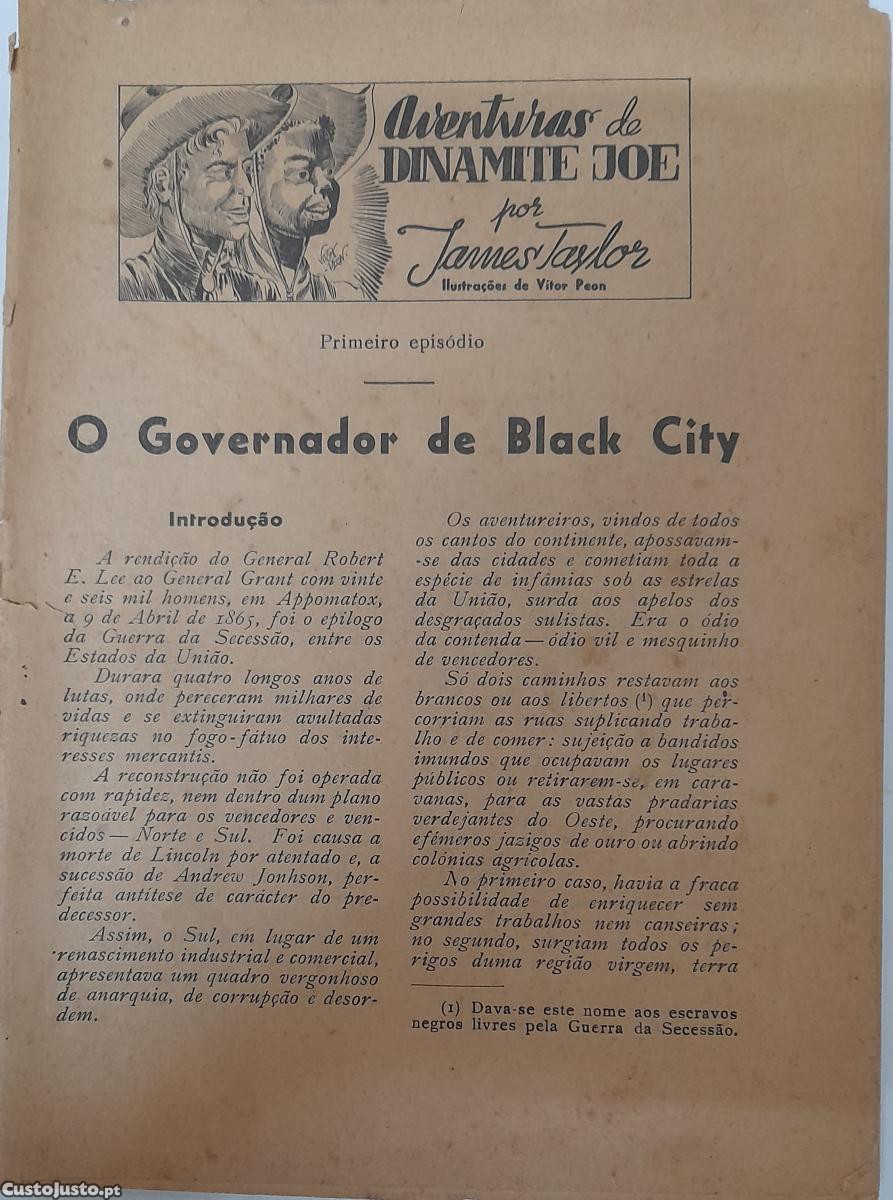 Aventuras de
DINAMITE JOE
por
James Taylor
Ilustrações de Vítor Peon
Primeiro episódio
O Governador de Black City
Introdução
A rendição do General Robert
E. Lee ao General Grant com vinte
e seis mil homens, em Appomatox,
a 9 de Abril de 1865, foi o epílogo
da Guerra da Secessão, entre os
Estados da União.
Durara quatro longos anos de
lutas, onde pereceram milhares de
vidas e se extinguiram avultadas
riquezas no fogo-fátuo dos inte-
resses mercantis.
A reconstrução não foi operada
com rapidez, nem dentro dum plano
razoável para os vencedores e ven-
cidos — Norte e Sul. Foi causa a
morte de Lincoln por atentado e, a
sucessão de Andrew Jonhson, per-
feita antítese de carácter do pre-
decessor.
Assim, o Sul, em lugar de um
renascimento industrial e comercial,
apresentava um quadro vergonhoso
de anarquia, de corrupção e desor-
dem.
Os aventureiros, vindos de todos
os cantos do continente, apossavam-
-se das cidades e cometiam toda a
espécie de infâmias sob as estrelas
da União, surda aos apelos dos
desgraçados sulistas. Era o ódio
da contenda — ódio vil e mesquinho
de vencedores.
Só dois caminhos restavam aos
brancos ou aos libertos (1) que per-
corriam as ruas suplicando traba-
lho e de comer: sujeição a bandidos
imundos que ocupavam os lugares
públicos ou retirarem-se, em cara-
vanas, para as vastas pradarias
verdejantes do Oeste, procurando
efémeros jazigos de ouro ou abrindo
colónias agrícolas.
No primeiro caso, havia a fraca
possibilidade de enriquecer sem
grandes trabalhos nem canseiras;
no segundo, surgiam todos os pe-
rigos duma região virgem, terra
(1) Dava-se este nome aos escravos
negros livres pela Guerra da Secessão.
CustoJusto.pt